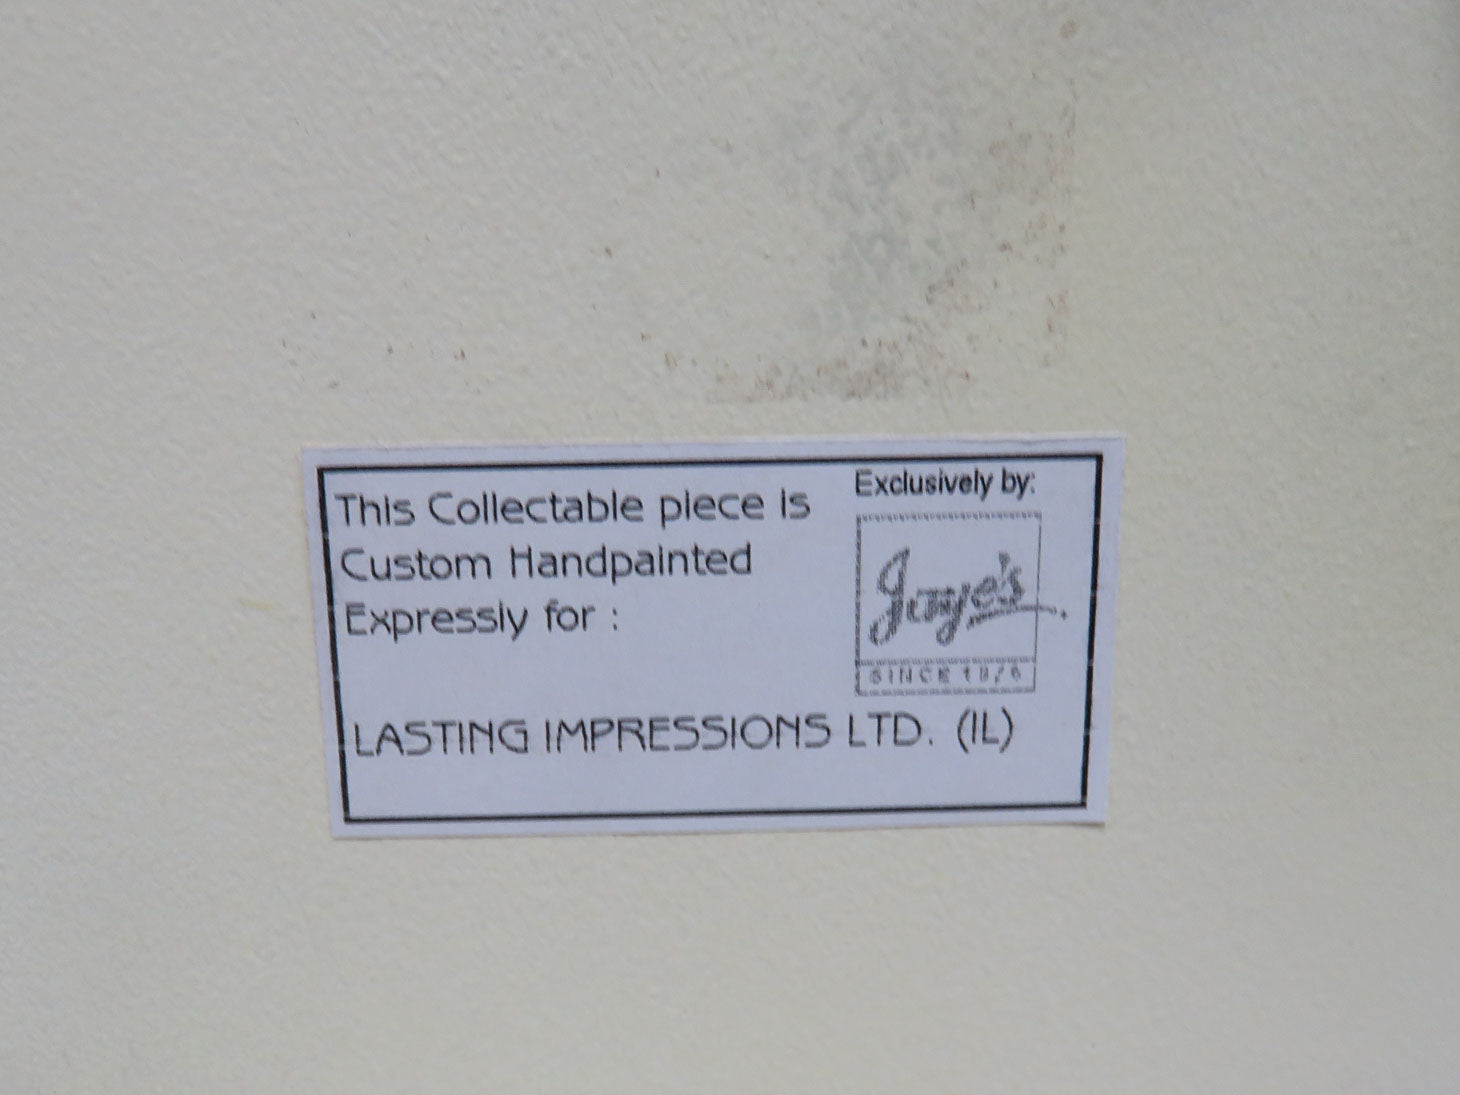 This Collectable piece is
Custom Handpainted
Expressly for :
LASTING IMPRESSIONS LTD. (IL)
Exclusively by:
Joye's
SINCE 1976